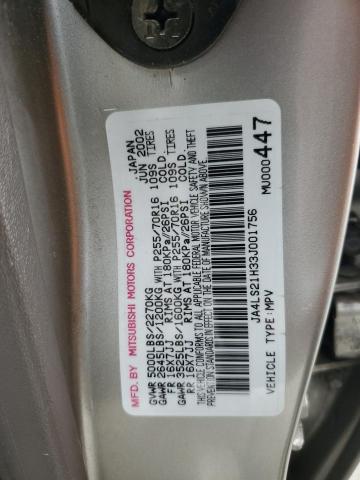 MFD. BY MITSUBISHI MOTORS CORPORATION JAPAN
JUN 2002
GVWR 5000LBS/2270KG
GAWR 2645LBS/1200KG WITH P255/70R16 109S TIRES
FR 16X7JJ RIMS AT 180KPA//26PSI COLD.
GAWR 3525LBS/1600KG WITH P255/70R16 109S TIRES
RR 16X7JJ RIMS AT 180KPA//26PSI COLD.
THIS VEHICLE CONFORMS TO ALL APPLICABLE FEDERAL MOTOR VEHICLE SAFETY AND THEFT
PREVENTION STANDARDS IN EFFECT ON THE DATE OF MANUFACTURE SHOWN ABOVE.
JA4LS21H33J001756
VEHICLE TYPE: MPV MU000447